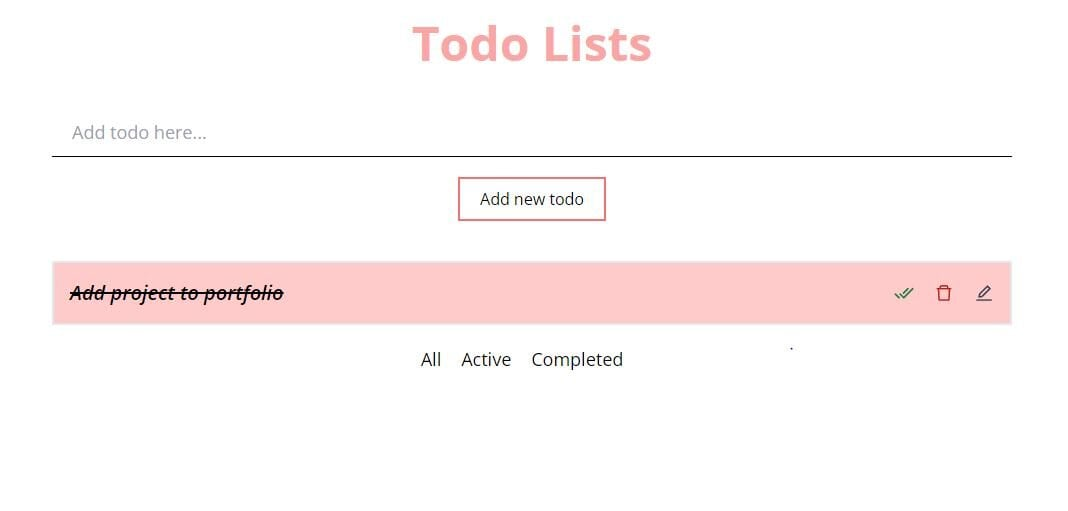 Todo Lists
Add todo here...
Add new todo
Add project to portfolio
All Active Completed